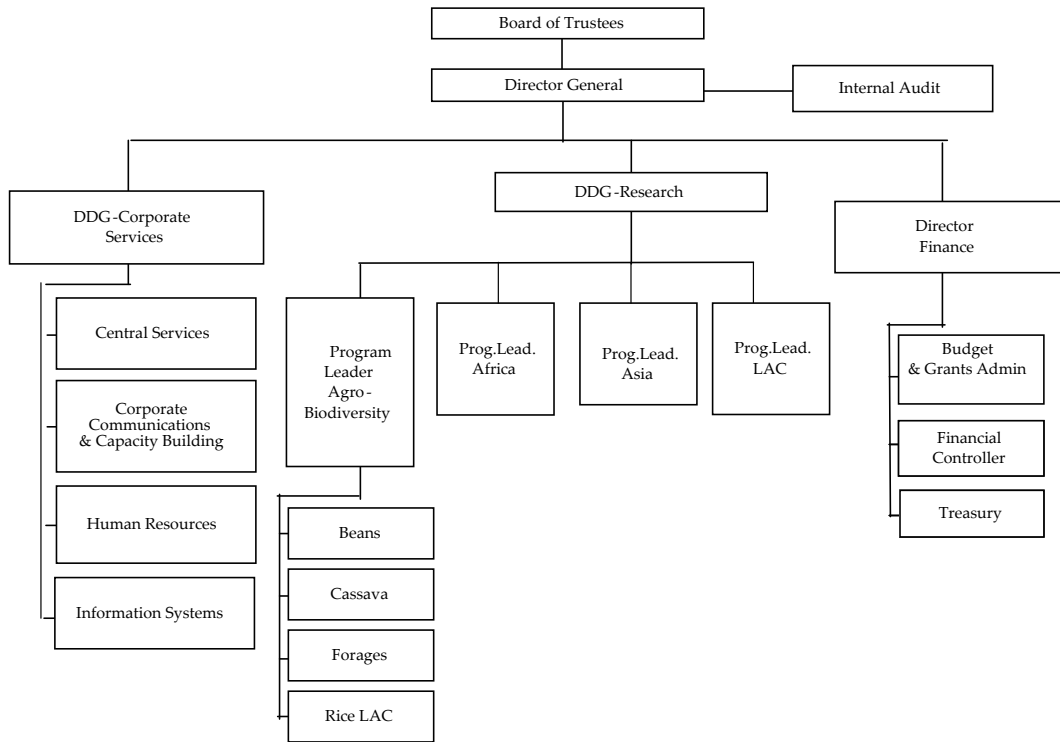 Board of Trustees
Director General
Internal Audit
DDG-Corporate
Services
DDG-Research
Director
Finance
Central Services
Corporate
Communications
& Capacity Building
Human Resources
Information Systems
Program
Leader
Agro-
Biodiversity
Prog.Lead.
Africa
Prog.Lead.
Asia
Prog.Lead.
LAC
Beans
Cassava
Forages
Rice LAC
Budget
& Grants Admin
Financial
Controller
Treasury